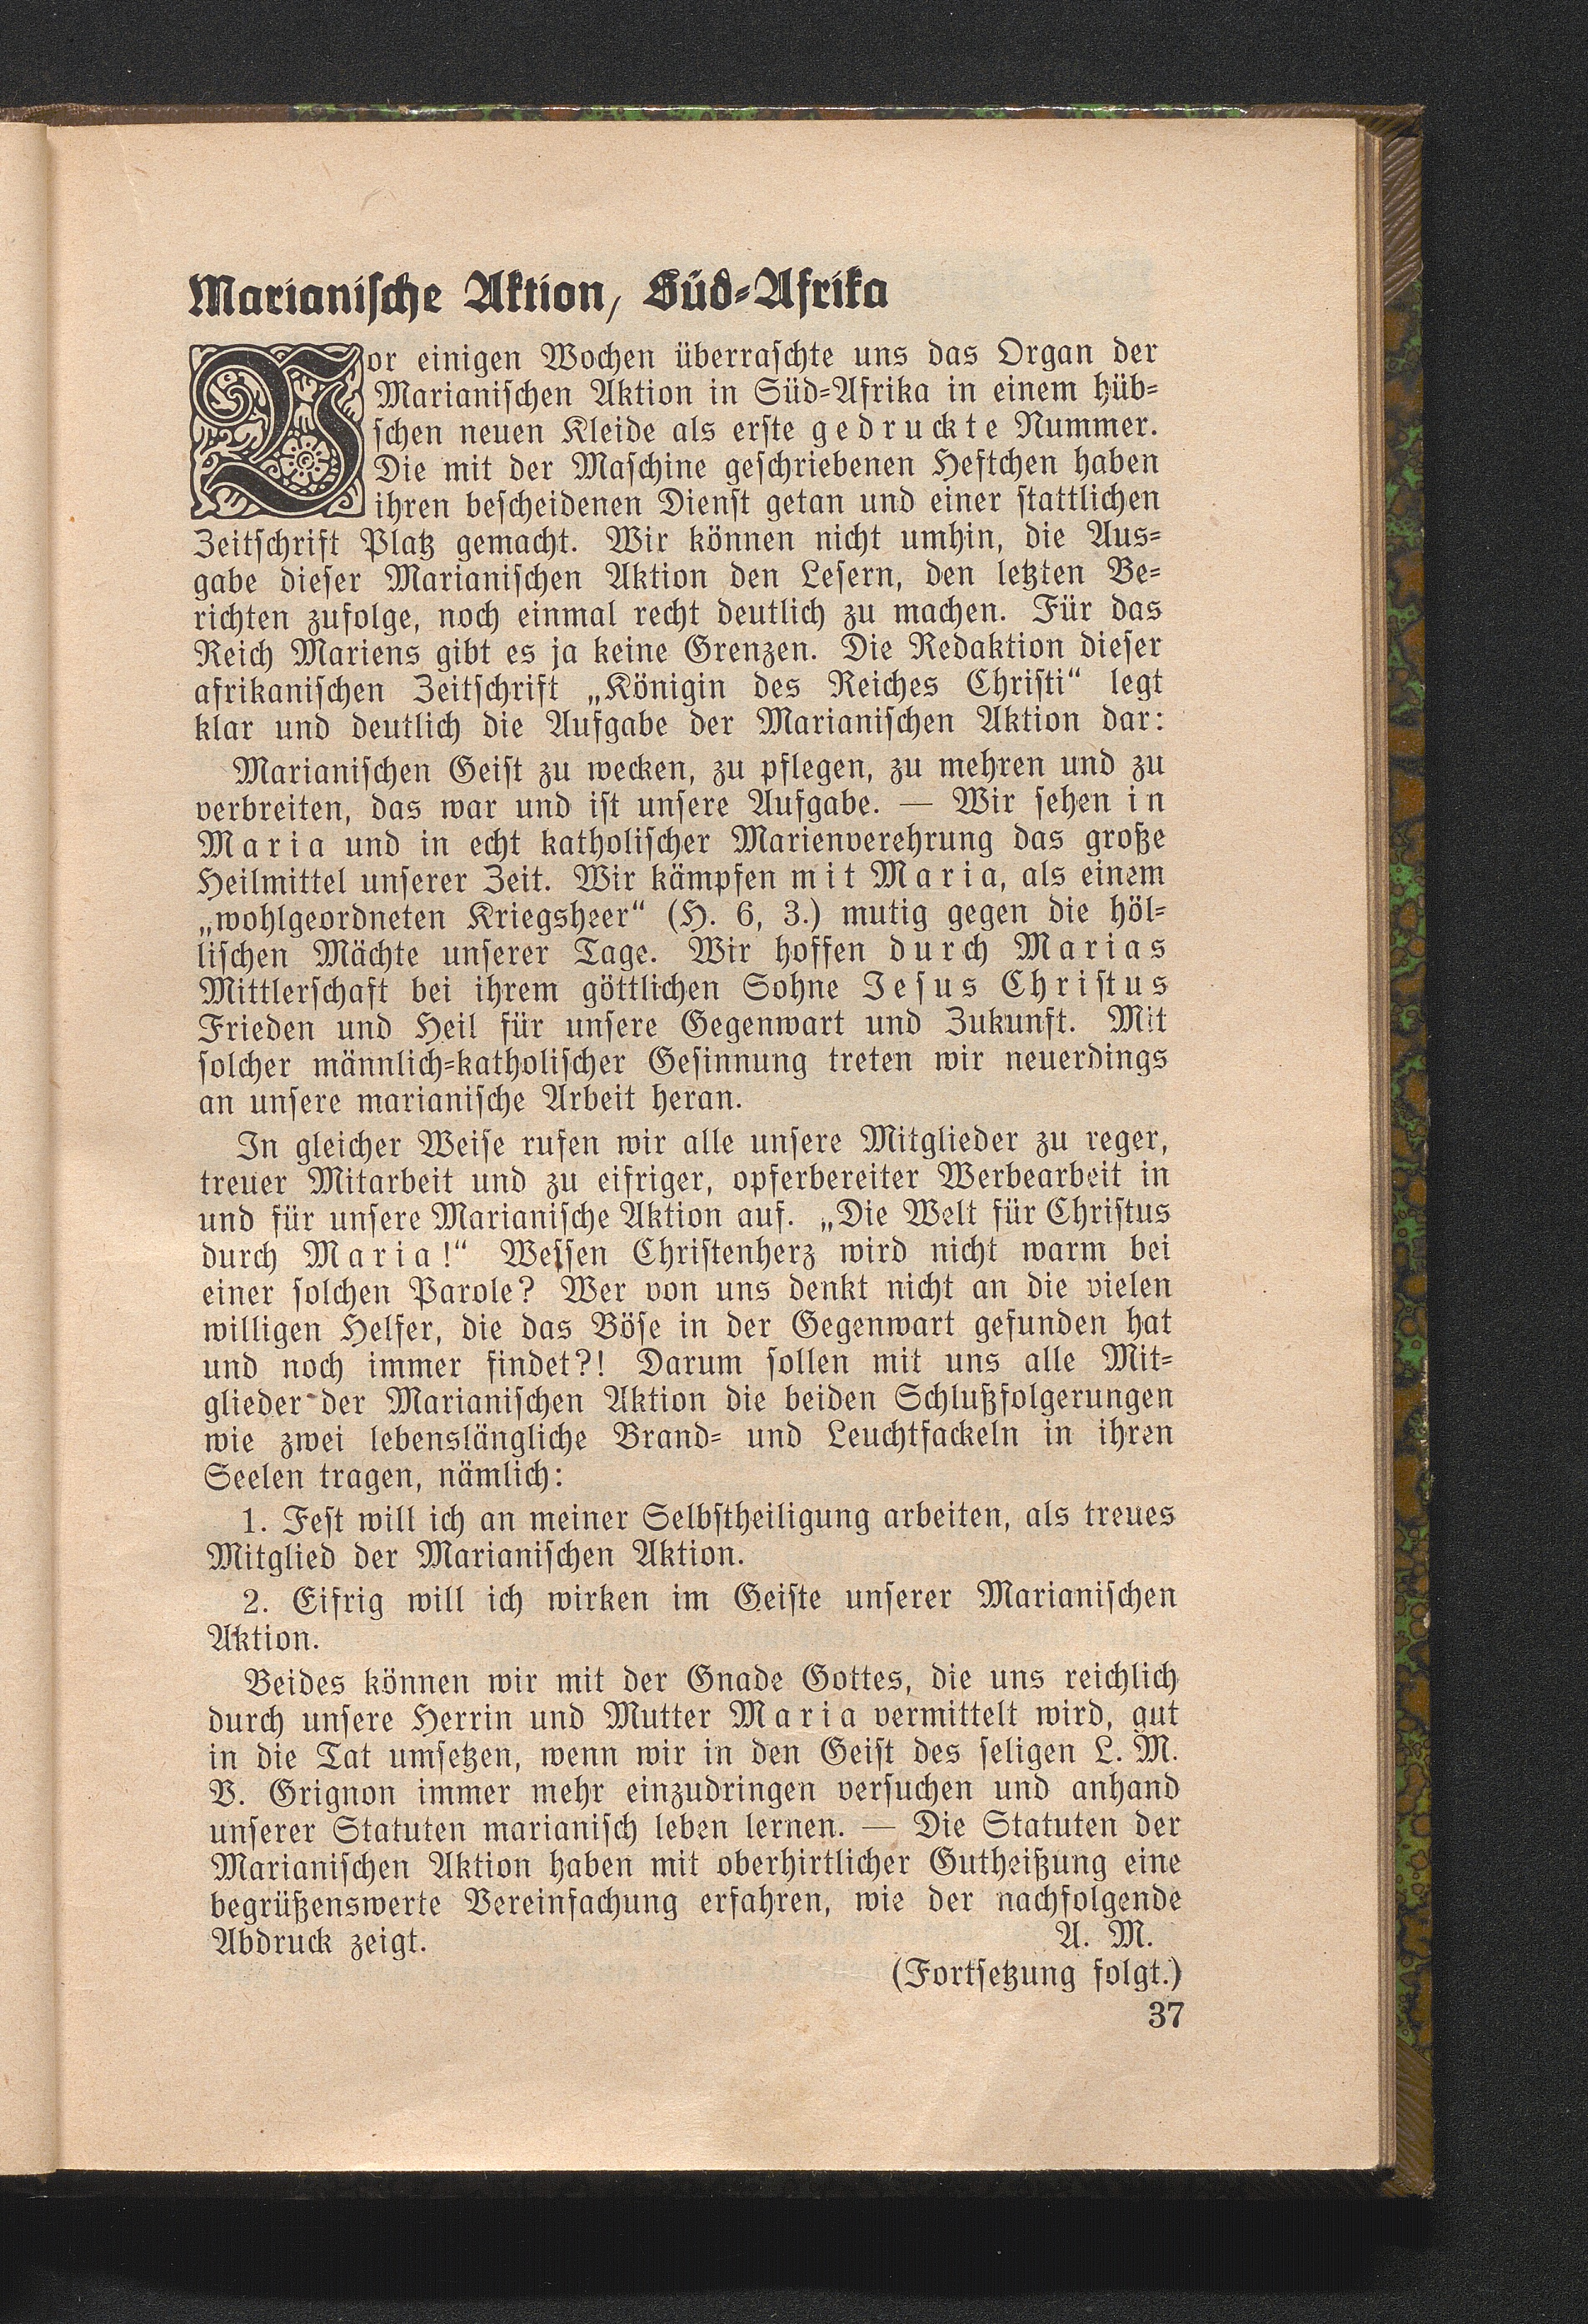 Marianische Aktion, Süd-Afrika
Vor einigen Wochen überraschte uns das Organ der
Marianischen Aktion in Süd-Afrika in einem hüb-
schen neuen Kleide als erste gedruckte Nummer.
Die mit der Maschine geschriebenen Heftchen haben
ihren bescheidenen Dienst getan und einer stattlichen
Zeitschrift Platz gemacht. Wir können nicht umhin, die Aus-
gabe dieser Marianischen Aktion den Lesern, den letzten Be-
richten zufolge, noch einmal recht deutlich zu machen. Für das
Reich Mariens gibt es ja keine Grenzen. Die Redaktion dieser
afrikanischen Zeitschrift „Königin des Reiches Christi“ legt
klar und deutlich die Aufgabe der Marianischen Aktion dar:
Marianischen Geist zu wecken, zu pflegen, zu mehren und zu
verbreiten, das war und ist unsere Aufgabe. — Wir sehen in
Maria und in echt katholischer Marienverehrung das große
Heilmittel unserer Zeit. Wir kämpfen mit Maria, als einem
„wohlgeordneten Kriegsheer“ (H. 6, 3.) mutig gegen die höl-
lischen Mächte unserer Tage. Wir hoffen durch Marias
Mittlerschaft bei ihrem göttlichen Sohne Jesus Christus
Frieden und Heil für unsere Gegenwart und Zukunft. Mit
solcher männlich-katholischer Gesinnung treten wir neuerdings
an unsere marianische Arbeit heran.
In gleicher Weise rufen wir alle unsere Mitglieder zu reger,
treuer Mitarbeit und zu eifriger, opferbereiter Werbearbeit in
und für unsere Marianische Aktion auf. „Die Welt für Christus
durch Maria!“ Wessen Christenherz wird nicht warm bei
einer solchen Parole? Wer von uns denkt nicht an die vielen
willigen Helfer, die das Böse in der Gegenwart gefunden hat
und noch immer findet?! Darum sollen mit uns alle Mit-
glieder der Marianischen Aktion die beiden Schlußfolgerungen
wie zwei lebenslängliche Brand- und Leuchtfackeln in ihren
Seelen tragen, nämlich:
1. Fest will ich an meiner Selbstheiligung arbeiten, als treues
Mitglied der Marianischen Aktion.
2. Eifrig will ich wirken im Geiste unserer Marianischen
Aktion.
Beides können wir mit der Gnade Gottes, die uns reichlich
durch unsere Herrin und Mutter Maria vermittelt wird, gut
in die Tat umsetzen, wenn wir in den Geist des seligen L. M.
V. Grignon immer mehr einzudringen versuchen und anhand
unserer Statuten marianisch leben lernen. — Die Statuten der
Marianischen Aktion haben mit oberhirtlicher Gutheißung eine
begrüßenswerte Vereinfachung erfahren, wie der nachfolgende
Abdruck zeigt. A. M.
(Fortsetzung folgt.)
37